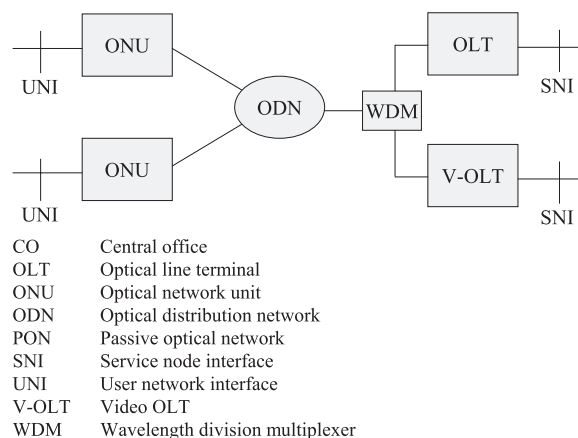 ONU
OLT
UNI
SNI
ODN
WDM
ONU
V-OLT
UNI
SNI
CO Central office
OLT Optical line terminal
ONU Optical network unit
ODN Optical distribution network
PON Passive optical network
SNI Service node interface
UNI User network interface
V-OLT Video OLT
WDM Wavelength division multiplexer